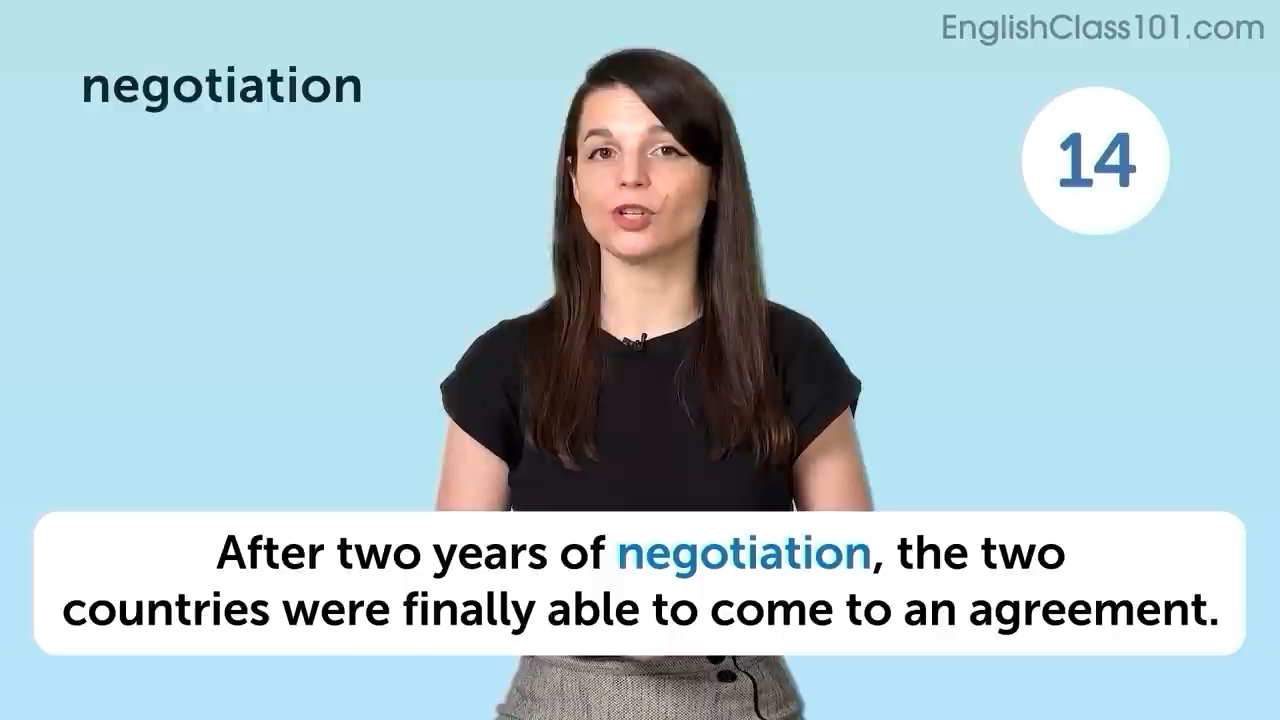 EnglishClass101.com
negotiation
14
After two years of negotiation, the two
countries were finally able to come to an agreement.